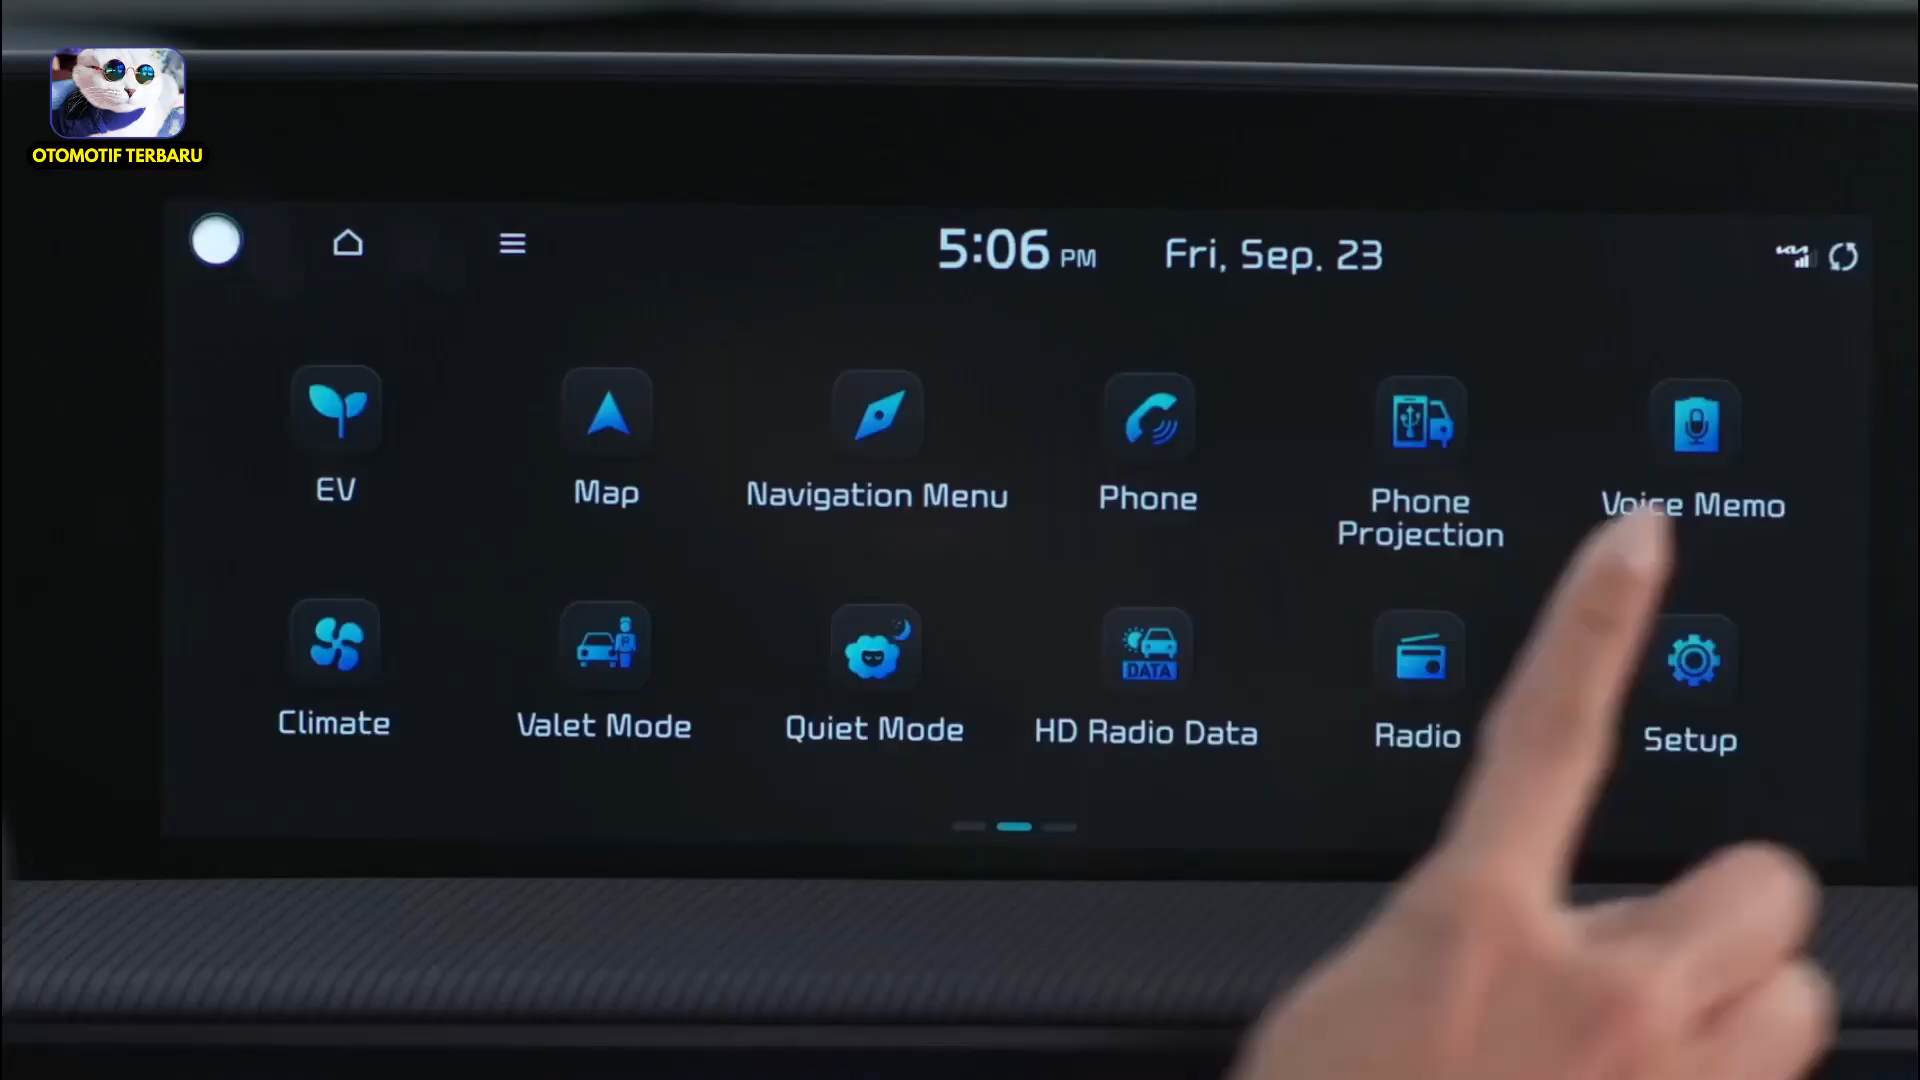 OTOMOTIF TERBARU
5:06 PM Fri, Sep. 23
KIA
EV
Map
Navigation Menu
Phone
Phone
Projection
Voice Memo
Climate
Valet Mode
P
Quiet Mode
DATA
HD Radio Data
Radio
Setup